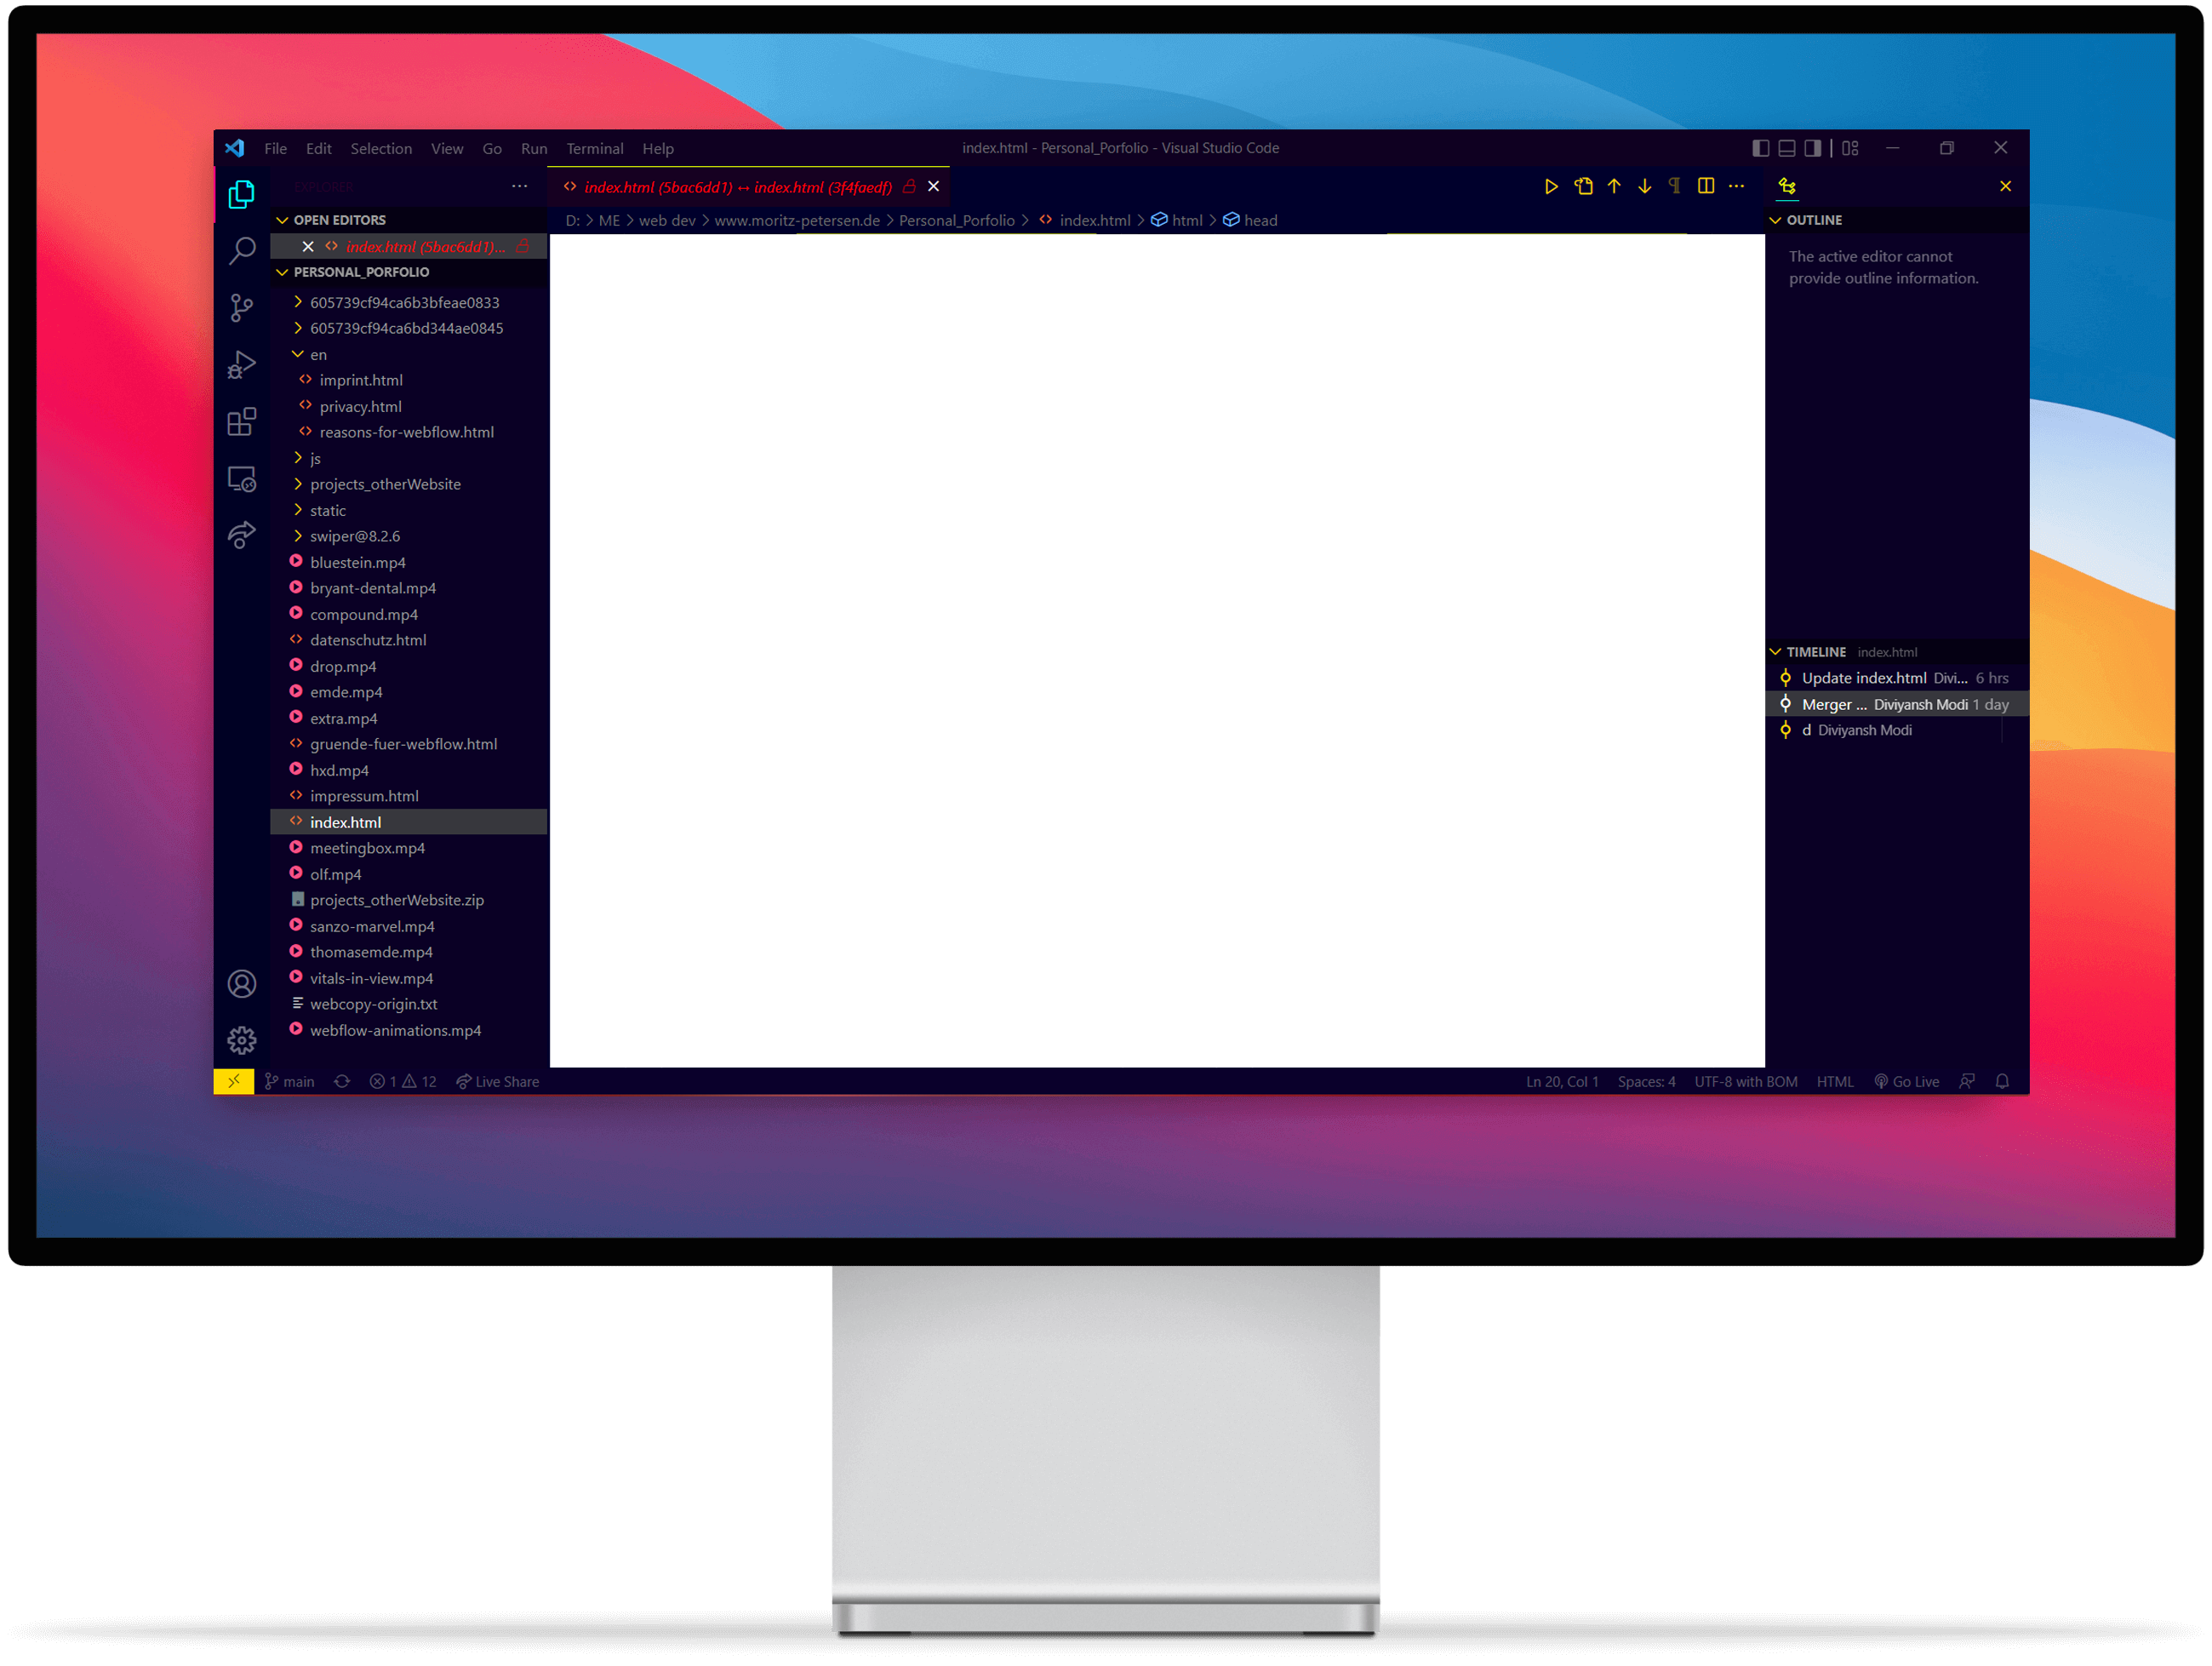 File Edit Selection View Go Run Terminal Help
index.html - Personal_Porfolio - Visual Studio Code
EXPLORER
OPEN EDITORS
index.html (5bac6dd1)...
PERSONAL_PORFOLIO
605739cf94ca6b3bfeae0833
605739cf94ca6bd344ae0845
en
imprint.html
privacy.html
reasons-for-webflow.html
js
projects_otherWebsite
static
swiper@8.2.6
bluestein.mp4
bryant-dental.mp4
compound.mp4
datenschutz.html
drop.mp4
emde.mp4
extra.mp4
gruende-fuer-webflow.html
hxd.mp4
impressum.html
index.html
meetingbox.mp4
olf.mp4
projects_otherWebsite.zip
sanzo-marvel.mp4
thomasemde.mp4
vitals-in-view.mp4
webcopy-origin.txt
webflow-animations.mp4
index.html (5bac6dd1) ↔ index.html (3f4faedf)
D: > ME > web dev > www.moritz-petersen.de > Personal_Porfolio > index.html > html > head
OUTLINE
The active editor cannot
provide outline information.
TIMELINE index.html
Update index.html Divi... 6 hrs
Merger ... Diviyansh Modi 1 day
d Diviyansh Modi
main 1 12 Live Share
Ln 20, Col 1 Spaces: 4 UTF-8 with BOM HTML Go Live